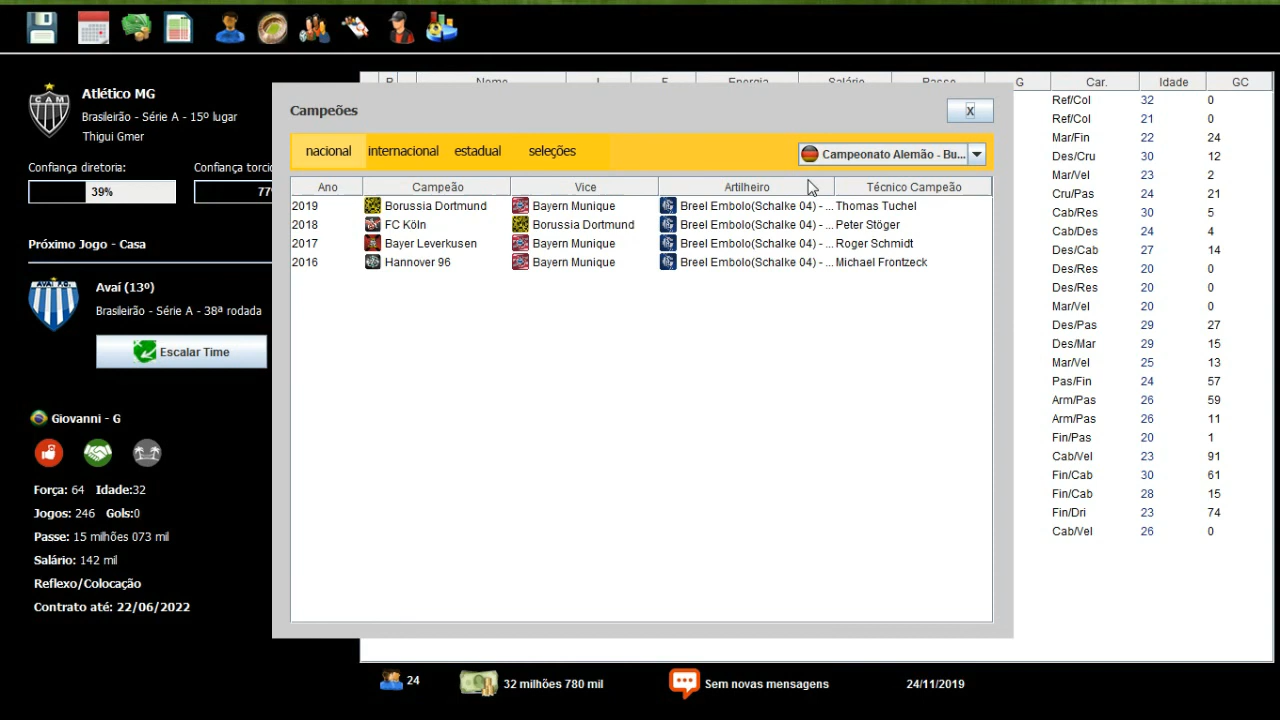 Atlético MG
Brasileirão - Série A - 15º lugar
Thigui Gmer
Confiança diretoria:
Confiança torcio
39%
77
Próximo Jogo - Casa
Avaí (13º)
Brasileirão - Série A - 38ª rodada
Escalar Time
Giovanni - G
Força: 64 Idade:32
Jogos: 246 Gols:0
Passe: 15 milhões 073 mil
Salário: 142 mil
Reflexo/Colocação
Contrato até: 22/06/2022
Campeões
X
nacional internacional estadual seleções
Campeonato Alemão - Bu...
Ano Campeão Vice Artilheiro Técnico Campeão
2019 Borussia Dortmund Bayern Munique Breel Embolo(Schalke 04) - ... Thomas Tuchel
2018 FC Köln Borussia Dortmund Breel Embolo(Schalke 04) - ... Peter Stöger
2017 Bayer Leverkusen Bayern Munique Breel Embolo(Schalke 04) - ... Roger Schmidt
2016 Hannover 96 Bayern Munique Breel Embolo(Schalke 04) - ... Michael Frontzeck
Nome Energia Salário Passe G Car. Idade GC
Ref/Col 32 0
Ref/Col 21 0
Mar/Fin 22 24
Des/Cru 30 12
Mar/Vel 23 2
Cru/Pas 24 21
Cab/Res 30 5
Cab/Des 24 4
Des/Cab 27 14
Des/Res 20 0
Des/Res 20 0
Mar/Vel 20 0
Des/Pas 29 27
Des/Mar 29 15
Mar/Vel 25 13
Pas/Fin 24 57
Arm/Pas 26 59
Arm/Pas 26 11
Fin/Pas 20 1
Cab/Vel 23 91
Fin/Cab 30 61
Fin/Cab 28 15
Fin/Dri 23 74
Cab/Vel 26 0
24
32 milhões 780 mil
Sem novas mensagens
24/11/2019